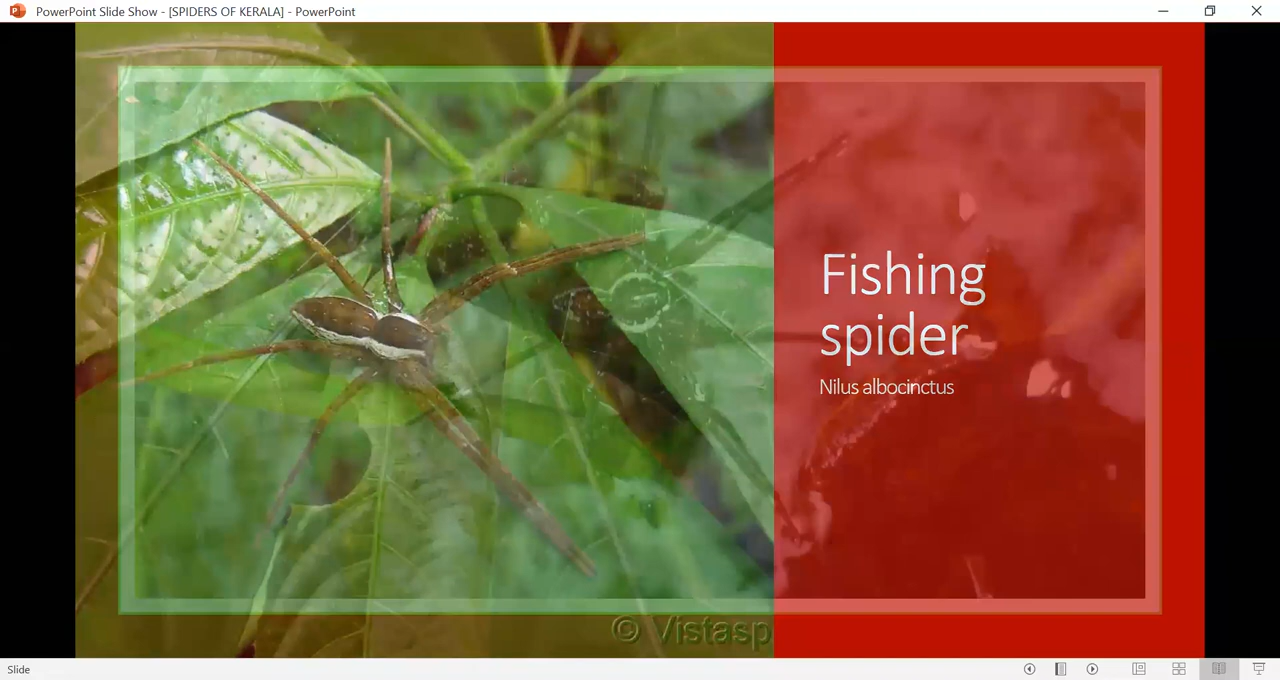 PowerPoint Slide Show - [SPIDERS OF KERALA] - PowerPoint
Fishing
spider
Nilus albocinctus
© Vistasp
Slide